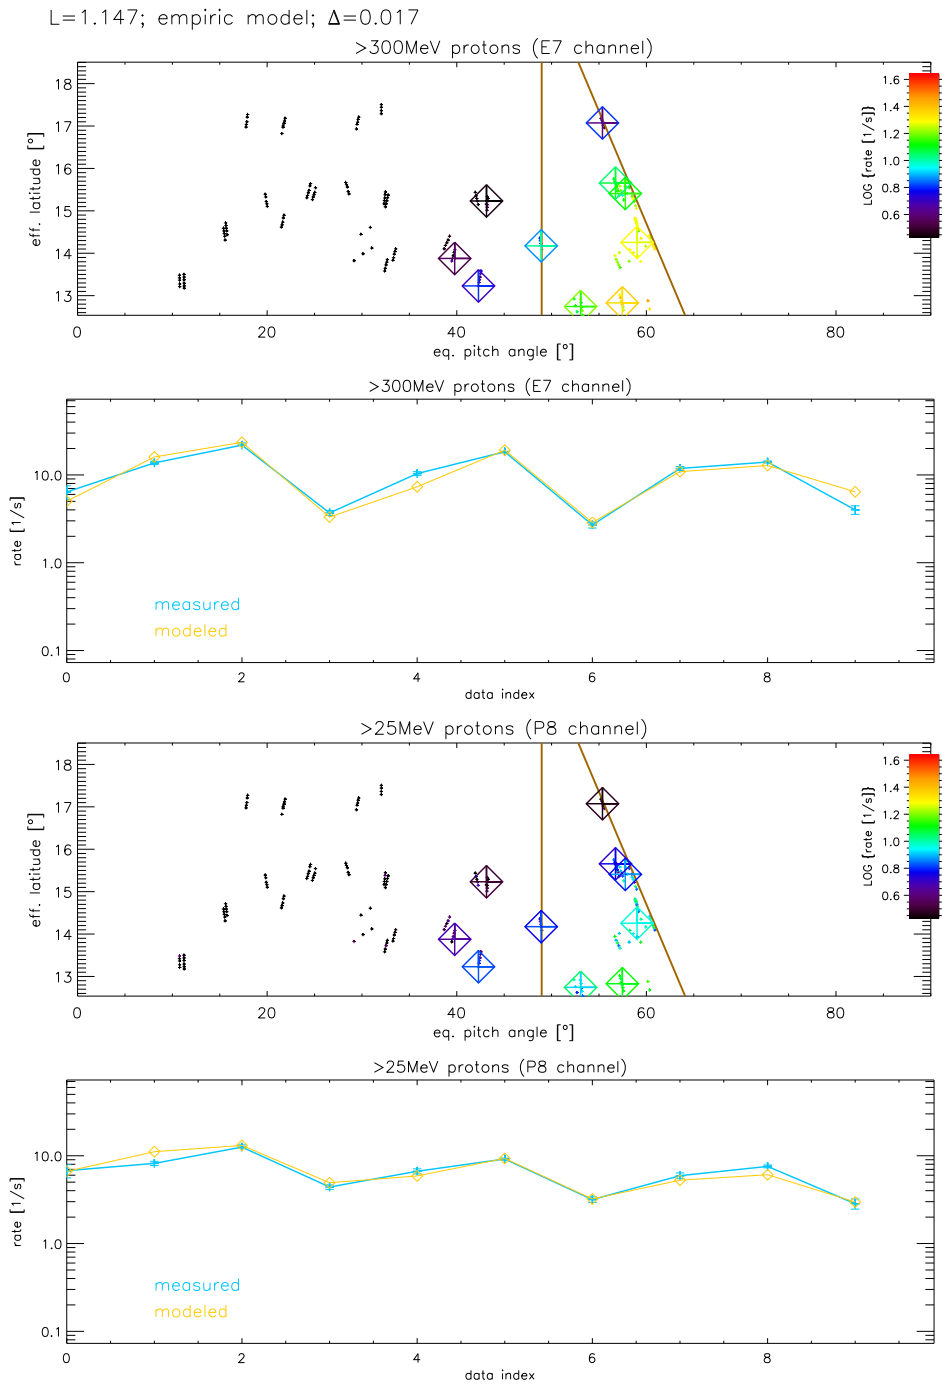 L=1.147; empiric model; Δ=0.017
>300MeV protons (E7 channel)
18
17
16
15
14
13
eff. latitude [°]
0 20 40 60 80
eq. pitch angle [°]
1.6
1.4
1.2
1.0
0.8
0.6
LOG {rate [1/s]}
>300MeV protons (E7 channel)
10.0
1.0
0.1
rate [1/s]
measured
modeled
0 2 4 6 8
data index
>25MeV protons (P8 channel)
18
17
16
15
14
13
eff. latitude [°]
0 20 40 60 80
eq. pitch angle [°]
1.6
1.4
1.2
1.0
0.8
0.6
LOG {rate [1/s]}
>25MeV protons (P8 channel)
10.0
1.0
0.1
rate [1/s]
measured
modeled
0 2 4 6 8
data index